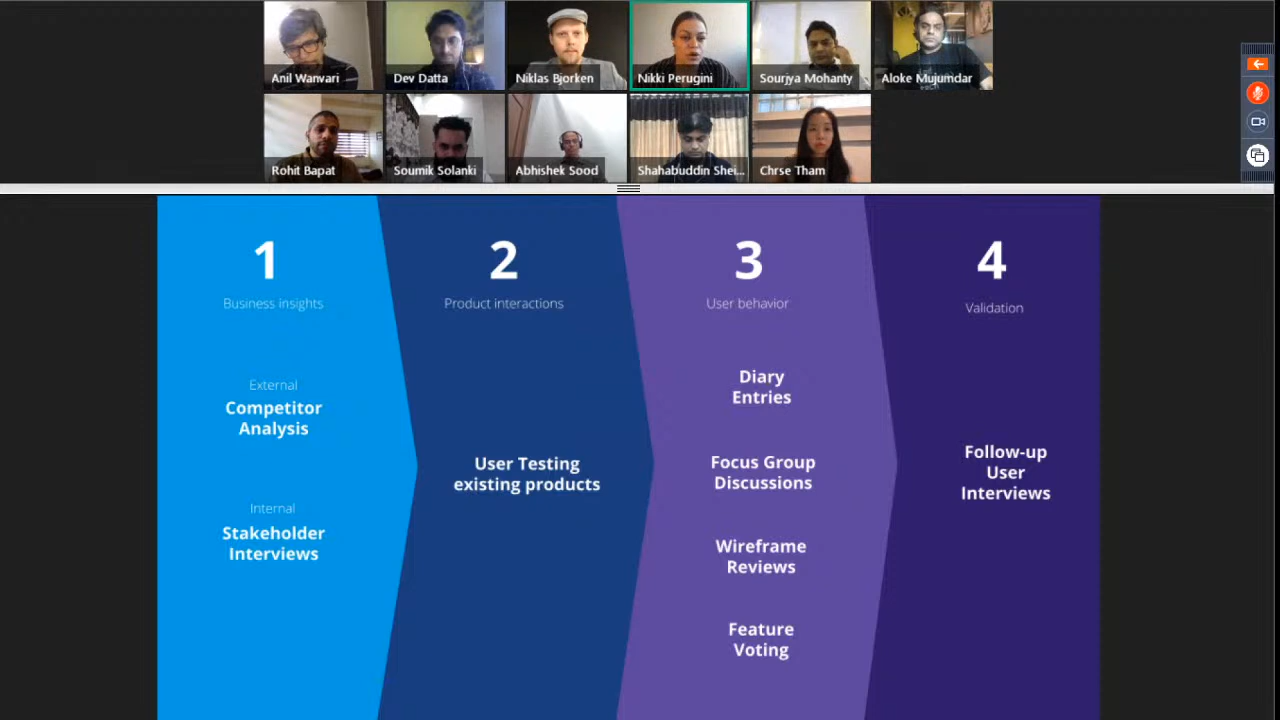 Anil Wanvari
Dev Datta
Niklas Bjorken
Nikki Perugini
Sourjya Mohanty
Aloke Mujumdar
Rohit Bapat
Soumik Solanki
Abhishek Sood
Shahabuddin Shei...
Chrse Tham
1
Business insights
External
Competitor
Analysis
Internal
Stakeholder
Interviews
2
Product interactions
User Testing
existing products
3
User behavior
Diary
Entries
Focus Group
Discussions
Wireframe
Reviews
Feature
Voting
4
Validation
Follow-up
User
Interviews